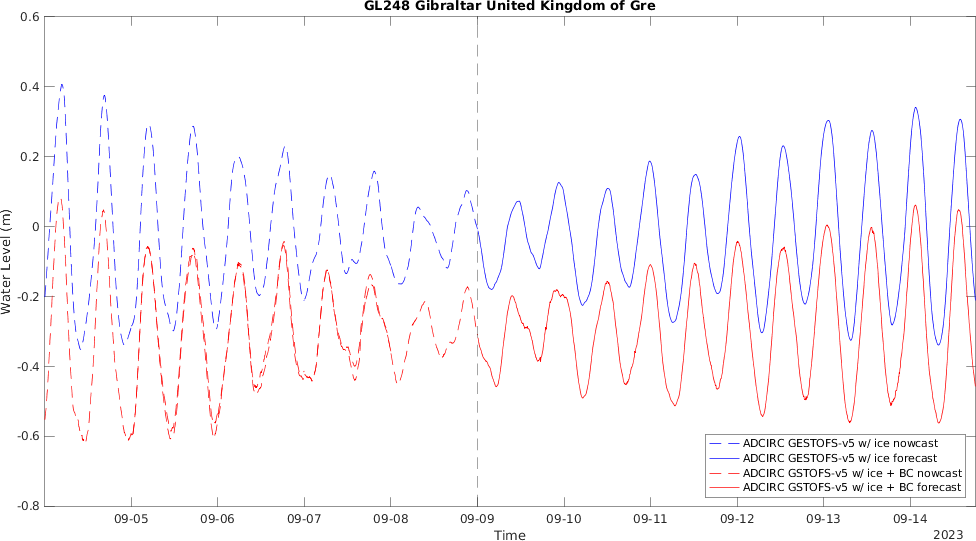 GL248 Gibraltar United Kingdom of Gre
0.6
0.4
0.2
0
-0.2
-0.4
-0.6
-0.8
Water Level (m)
ADCIRC GESTOFS-v5 w/ ice nowcast
ADCIRC GESTOFS-v5 w/ ice forecast
ADCIRC GSTOFS-v5 w/ ice + BC nowcast
ADCIRC GSTOFS-v5 w/ ice + BC forecast
09-05 09-06 09-07 09-08 09-09 09-10 09-11 09-12 09-13 09-14
Time
2023